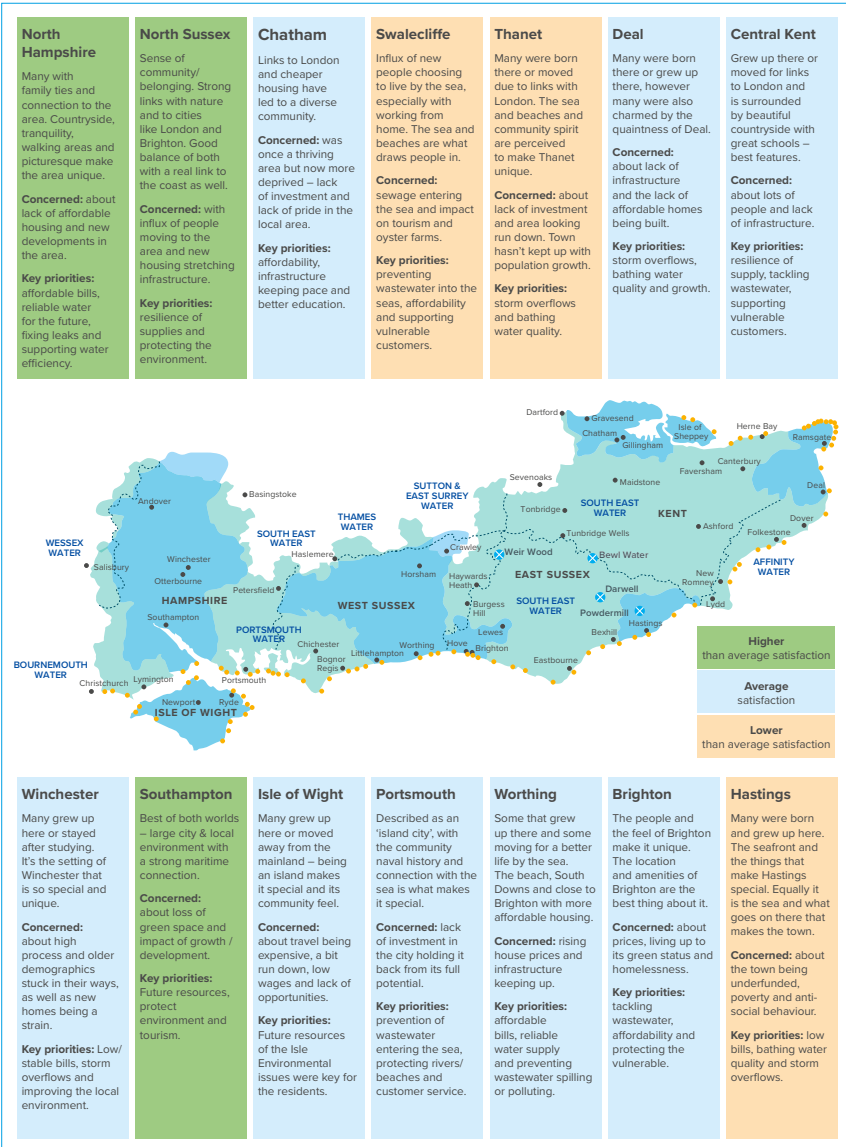 North
Hampshire
Many with
family ties and
connection to the
area. Countryside,
tranquility,
walking areas and
picturesque make
the area unique.
Concerned: about
lack of affordable
housing and new
developments in
the area.
Key priorities:
affordable bills,
reliable water
for the future,
fixing leaks and
supporting water
efficiency.
North Sussex
Sense of
community/
belonging. Strong
links with nature
and to cities
like London and
Brighton. Good
balance of both
with a real link to
the coast as well.
Concerned: with
influx of people
moving to the
area and new
housing stretching
infrastructure.
Key priorities:
resilience of
supplies and
protecting the
environment.
Chatham
Links to London
and cheaper
housing have
led to a diverse
community.
Concerned: was
once a thriving
area but now more
deprived – lack
of investment and
lack of pride in the
local area.
Key priorities:
affordability,
infrastructure
keeping pace and
better education.
Swalecliffe
Influx of new
people choosing
to live by the sea,
especially with
working from
home. The sea and
beaches are what
draws people in.
Concerned:
sewage entering
the sea and impact
on tourism and
oyster farms.
Key priorities:
preventing
wastewater into the
seas, affordability
and supporting
vulnerable
customers.
Thanet
Many were born
there or moved
due to links with
London. The sea
and beaches and
community spirit
are perceived
to make Thanet
unique.
Concerned: about
lack of investment
and area looking
run down. Town
hasn't kept up with
population growth.
Key priorities:
storm overflows
and bathing
water quality.
Deal
Many were born
there or grew up
there, however
many were also
charmed by the
quaintness of Deal.
Concerned:
about lack of
infrastructure
and the lack of
affordable homes
being built.
Key priorities:
storm overflows,
bathing water
quality and growth.
Central Kent
Grew up there or
moved for links
to London and
is surrounded
by beautiful
countryside with
great schools –
best features.
Concerned:
about lots of
people and lack
of infrastructure.
Key priorities:
resilience of
supply, tackling
wastewater,
supporting
vulnerable
customers.
Dartford
Gravesend
Chatham
Gillingham
Isle of
Sheppey
Herne Bay
Ramsgate
Canterbury
Faversham
Sevenoaks
Maidstone
Deal
Andover
Basingstoke
SUTTON &
EAST SURREY
WATER
SOUTH EAST
WATER
KENT
Tonbridge
THAMES
WATER
SOUTH EAST
WATER
Ashford
Dover
Folkestone
Tunbridge Wells
WESSEX
WATER
Haslemere
Crawley
Weir Wood
Bewl Water
AFFINITY
WATER
Salisbury
Winchester
Otterbourne
Horsham
Haywards
Heath
EAST SUSSEX
New
Romney
Petersfield
HAMPSHIRE
WEST SUSSEX
Darwell
Lydd
Burgess
Hill
SOUTH EAST
WATER
Powdermill
Southampton
PORTSMOUTH
WATER
Lewes
Hastings
Bexhill
Chichester
Bognor
Regis
Littlehampton
Worthing
Hove
Brighton
Eastbourne
BOURNEMOUTH
WATER
Christchurch
Lymington
Portsmouth
Newport
Ryde
ISLE OF WIGHT
Higher
than average satisfaction
Average
satisfaction
Lower
than average satisfaction
Winchester
Many grew up
here or stayed
after studying.
It's the setting of
Winchester that
is so special and
unique.
Concerned:
about high
process and older
demographics
stuck in their ways,
as well as new
homes being a
strain.
Key priorities: Low/
stable bills, storm
overflows and
improving the local
environment.
Southampton
Best of both worlds
– large city & local
environment with
a strong maritime
connection.
Concerned:
about loss of
green space and
impact of growth /
development.
Key priorities:
Future resources,
protect
environment and
tourism.
Isle of Wight
Many grew up
here or moved
away from the
mainland – being
an island makes
it special and its
community feel.
Concerned:
about travel being
expensive, a bit
run down, low
wages and lack of
opportunities.
Key priorities:
Future resources
of the Isle
Environmental
issues were key for
the residents.
Portsmouth
Described as an
'island city', with
the community
naval history and
connection with the
sea is what makes
it special.
Concerned: lack
of investment in
the city holding it
back from its full
potential.
Key priorities:
prevention of
wastewater
entering the sea,
protecting rivers/
beaches and
customer service.
Worthing
Some that grew
up there and some
moving for a better
life by the sea.
The beach, South
Downs and close to
Brighton with more
affordable housing.
Concerned: rising
house prices and
infrastructure
keeping up.
Key priorities:
affordable
bills, reliable
water supply
and preventing
wastewater spilling
or polluting.
Brighton
The people and
the feel of Brighton
make it unique.
The location
and amenities of
Brighton are the
best thing about it.
Concerned: about
prices, living up to
its green status and
homelessness.
Key priorities:
tackling
wastewater,
affordability and
protecting the
vulnerable.
Hastings
Many were born
and grew up here.
The seafront and
the things that
make Hastings
special. Equally it
is the sea and what
goes on there that
makes the town.
Concerned: about
the town being
underfunded,
poverty and anti-
social behaviour.
Key priorities: low
bills, bathing water
quality and storm
overflows.